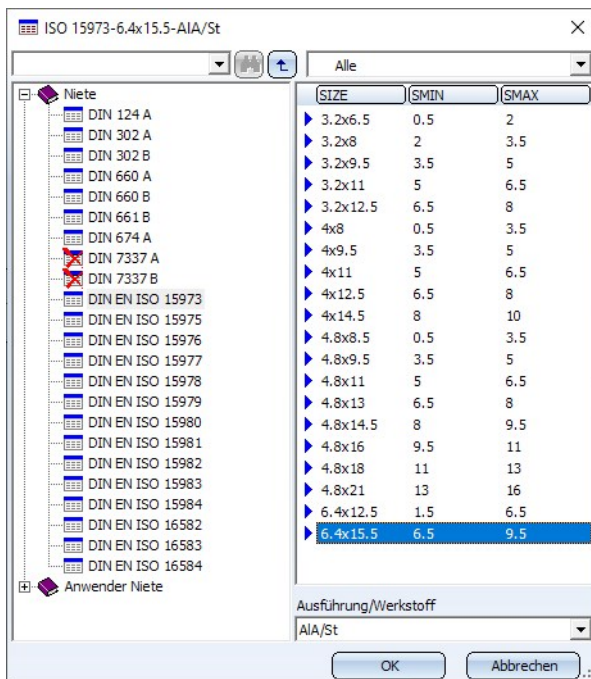 ISO 15973-6.4x15.5-AlA/St
Alle
Niete
DIN 124 A
DIN 302 A
DIN 302 B
DIN 660 A
DIN 660 B
DIN 661 B
DIN 674 A
DIN 7337 A
DIN 7337 B
DIN EN ISO 15973
DIN EN ISO 15975
DIN EN ISO 15976
DIN EN ISO 15977
DIN EN ISO 15978
DIN EN ISO 15979
DIN EN ISO 15980
DIN EN ISO 15981
DIN EN ISO 15982
DIN EN ISO 15983
DIN EN ISO 15984
DIN EN ISO 16582
DIN EN ISO 16583
DIN EN ISO 16584
Anwender Niete
SIZE SMIN SMAX
3.2x6.5 0.5 2
3.2x8 2 3.5
3.2x9.5 3.5 5
3.2x11 5 6.5
3.2x12.5 6.5 8
4x8 0.5 3.5
4x9.5 3.5 5
4x11 5 6.5
4x12.5 6.5 8
4x14.5 8 10
4.8x8.5 0.5 3.5
4.8x9.5 3.5 5
4.8x11 5 6.5
4.8x13 6.5 8
4.8x14.5 8 9.5
4.8x16 9.5 11
4.8x18 11 13
4.8x21 13 16
6.4x12.5 1.5 6.5
6.4x15.5 6.5 9.5
Ausführung/Werkstoff
AlA/St
OK Abbrechen